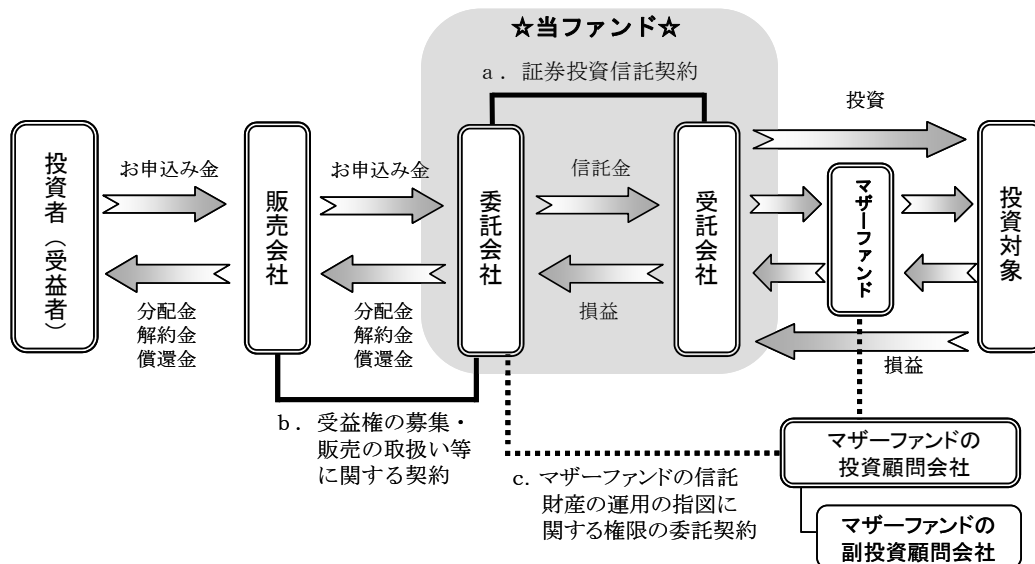 ☆当ファンド☆
a．証券投資信託契約
投資者（受益者）
お申込み金
分配金
解約金
償還金
販売会社
お申込み金
分配金
解約金
償還金
委託会社
信託金
損益
受託会社
投資
マザーファンド
損益
投資対象
b．受益権の募集・
販売の取扱い等
に関する契約
c．マザーファンドの信託
財産の運用の指図に
関する権限の委託契約
マザーファンドの
投資顧問会社
マザーファンドの
副投資顧問会社